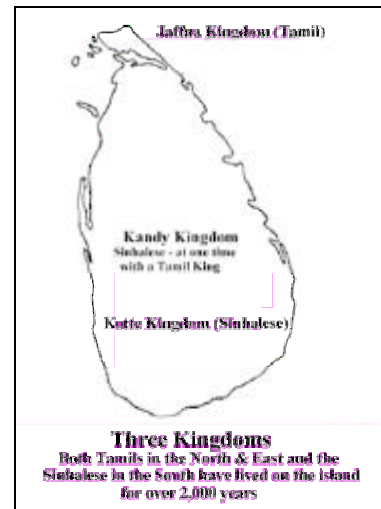 Jaffna Kingdom (Tamil)
Kandy Kingdom
Sinhalese - at one time
with a Tamil King
Kotte Kingdom (Sinhalese)
Three Kingdoms
Both Tamils in the North & East and the
Sinhalese in the South have lived on the island
for over 2,000 years